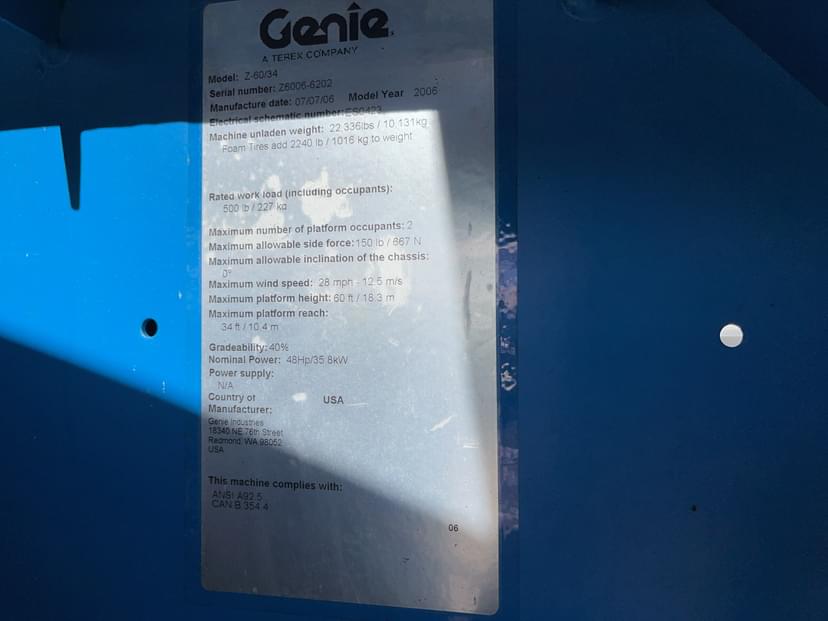 Genie
A TEREX COMPANY
Model: Z-60/34
Serial number: Z6006-6202
Manufacture date: 07/07/06 Model Year 2006
Electrical schematic number: ES0423
Machine unladen weight: 22,336lbs / 10,131kg
Foam Tires add 2240 lb / 1016 kg to weight
Rated work load (including occupants):
500 lb / 227 kg
Maximum number of platform occupants: 2
Maximum allowable side force: 150 lb / 667 N
Maximum allowable inclination of the chassis:
0°
Maximum wind speed: 28 mph - 12.5 m/s
Maximum platform height: 60 ft / 18.3 m
Maximum platform reach:
34 ft / 10.4 m
Gradeability: 40%
Nominal Power: 48Hp/35.8kW
Power supply:
N/A
Country of USA
Manufacturer:
Genie Industries
18340 NE 76th Street
Redmond, WA 98052
USA
This machine complies with:
ANSI A92.5
CAN B.354.4
06